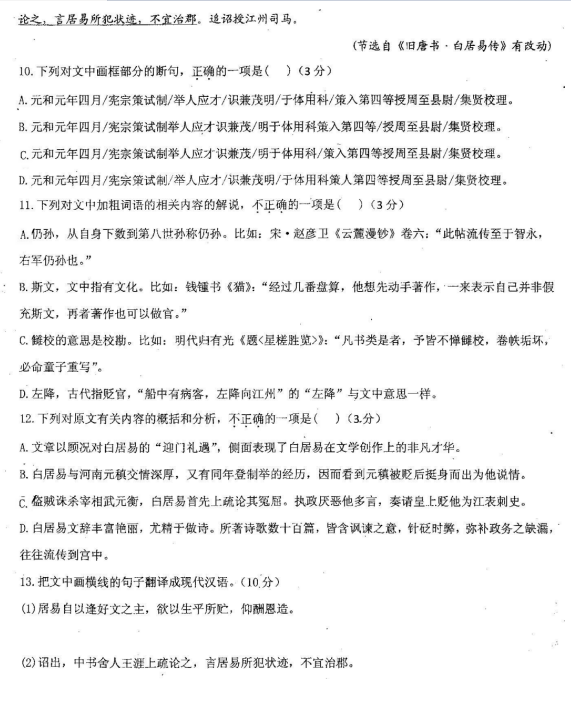 论之，言居易所犯状迹，不宜治郡。追诏授江州司马。
(节选自《旧唐书·白居易传》有改动)
10.下列对文中画框部分的断句，正确的一项是(  )(3分)
A.元和元年四月/宪宗策试制/举人应才/识兼茂明/于体用科/策入第四等授周至县尉/集贤校理。
B.元和元年四月/宪宗策试制举人/应才识兼茂/明于体用科策入第四等/授周至县尉/集贤校理。
C.元和元年四月/宪宗策试制举人/应才识兼茂/明于体用科/策入第四等/授周至县尉/集贤校理。
D.元和元年四月/宪宗策试制/举人应才/识兼茂明/于体用科策人第四等授周至县尉/集贤校理。
11.下列对文中加粗词语的相关内容的解说，不正确的一项是(  )(3分)
A.仍孙，从自身下数到第八世孙称仍孙。比如：宋·赵彦卫《云麓漫钞》卷六：“此帖流传至于智永，
右军仍孙也。”
B.斯文，文中指有文化。比如：钱锺书《猫》：“经过几番盘算，他想先动手著作，一来表示自己并非假
充斯文，再者著作也可以做官。”
C.雠校的意思是校勘。比如：明代归有光《题<星槎胜览>》：“凡书类是者，予皆不惮雠校，卷帙垢坏，
必命童子重写”。
D.左降，古代指贬官，“船中有病客，左降向江州”的“左降”与文中意思一样。
12.下列对原文有关内容的概括和分析，不正确的一项是(  )(3分)
A.文章以顾况对白居易的“迎门礼遇”，侧面表现了白居易在文学创作上的非凡才华。
B.白居易与河南元稹交情深厚，又有同年登制举的经历，因而看到元稹被贬后挺身而出为他说情。
C.盗贼诛杀宰相武元衡，白居易首先上疏论其冤屈。执政厌恶他多言，奏请皇上贬他为江表刺史。
D.白居易文辞丰富艳丽，尤精于做诗。所著诗歌数十百篇，皆含讽谏之意，针砭时弊，弥补政务之缺漏，
往往流传到宫中。
13.把文中画横线的句子翻译成现代汉语。(10分)
(1)居易自以逢好文之主，欲以生平所贮，仰酬恩造。
(2)诏出，中书舍人王涯上疏论之，言居易所犯状迹，不宜治郡。